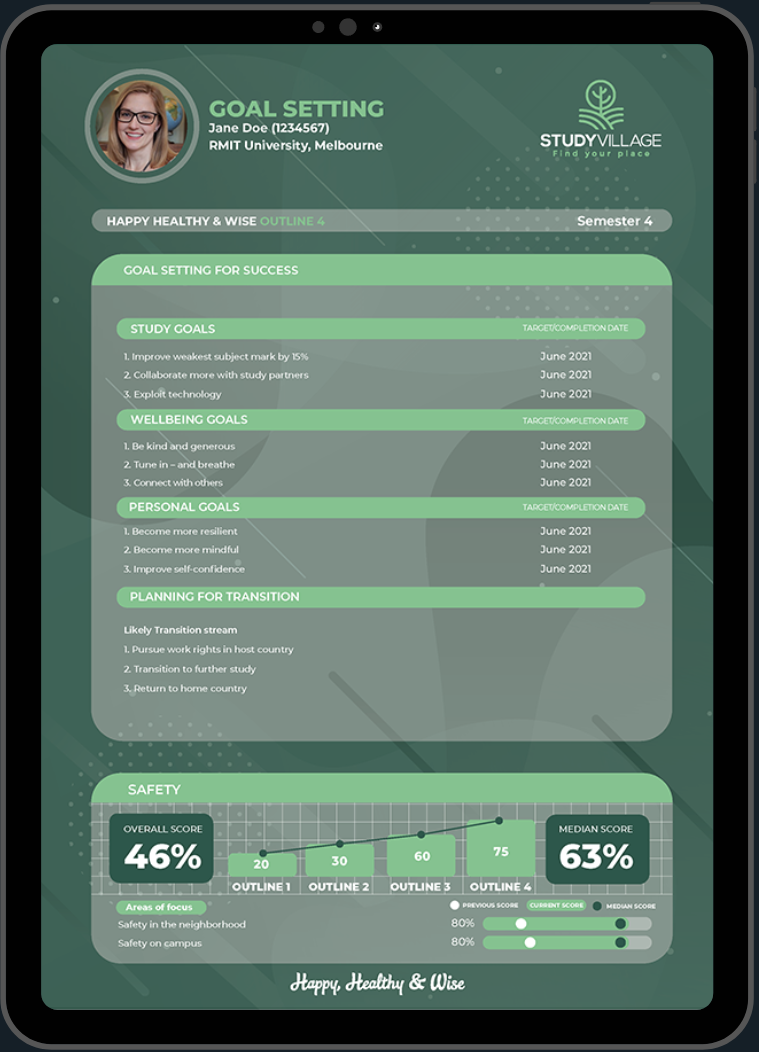 GOAL SETTING
Jane Doe (1234567)
RMIT University, Melbourne
STUDYVILLAGE
Find your place
HAPPY HEALTHY & WISE OUTLINE 4
Semester 4
GOAL SETTING FOR SUCCESS
STUDY GOALS TARGET/COMPLETION DATE
1. Improve weakest subject mark by 15% June 2021
2. Collaborate more with study partners June 2021
3. Exploit technology June 2021
WELLBEING GOALS TARGET/COMPLETION DATE
1. Be kind and generous June 2021
2. Tune in – and breathe June 2021
3. Connect with others June 2021
PERSONAL GOALS TARGET/COMPLETION DATE
1. Become more resilient June 2021
2. Become more mindful June 2021
3. Improve self-confidence June 2021
PLANNING FOR TRANSITION
Likely Transition stream
1. Pursue work rights in host country
2. Transition to further study
3. Return to home country
SAFETY
OVERALL SCORE
46%
20 30 60 75
OUTLINE 1 OUTLINE 2 OUTLINE 3 OUTLINE 4
MEDIAN SCORE
63%
Areas of focus
PREVIOUS SCORE CURRENT SCORE MEDIAN SCORE
Safety in the neighborhood 80%
Safety on campus 80%
Happy, Healthy & Wise